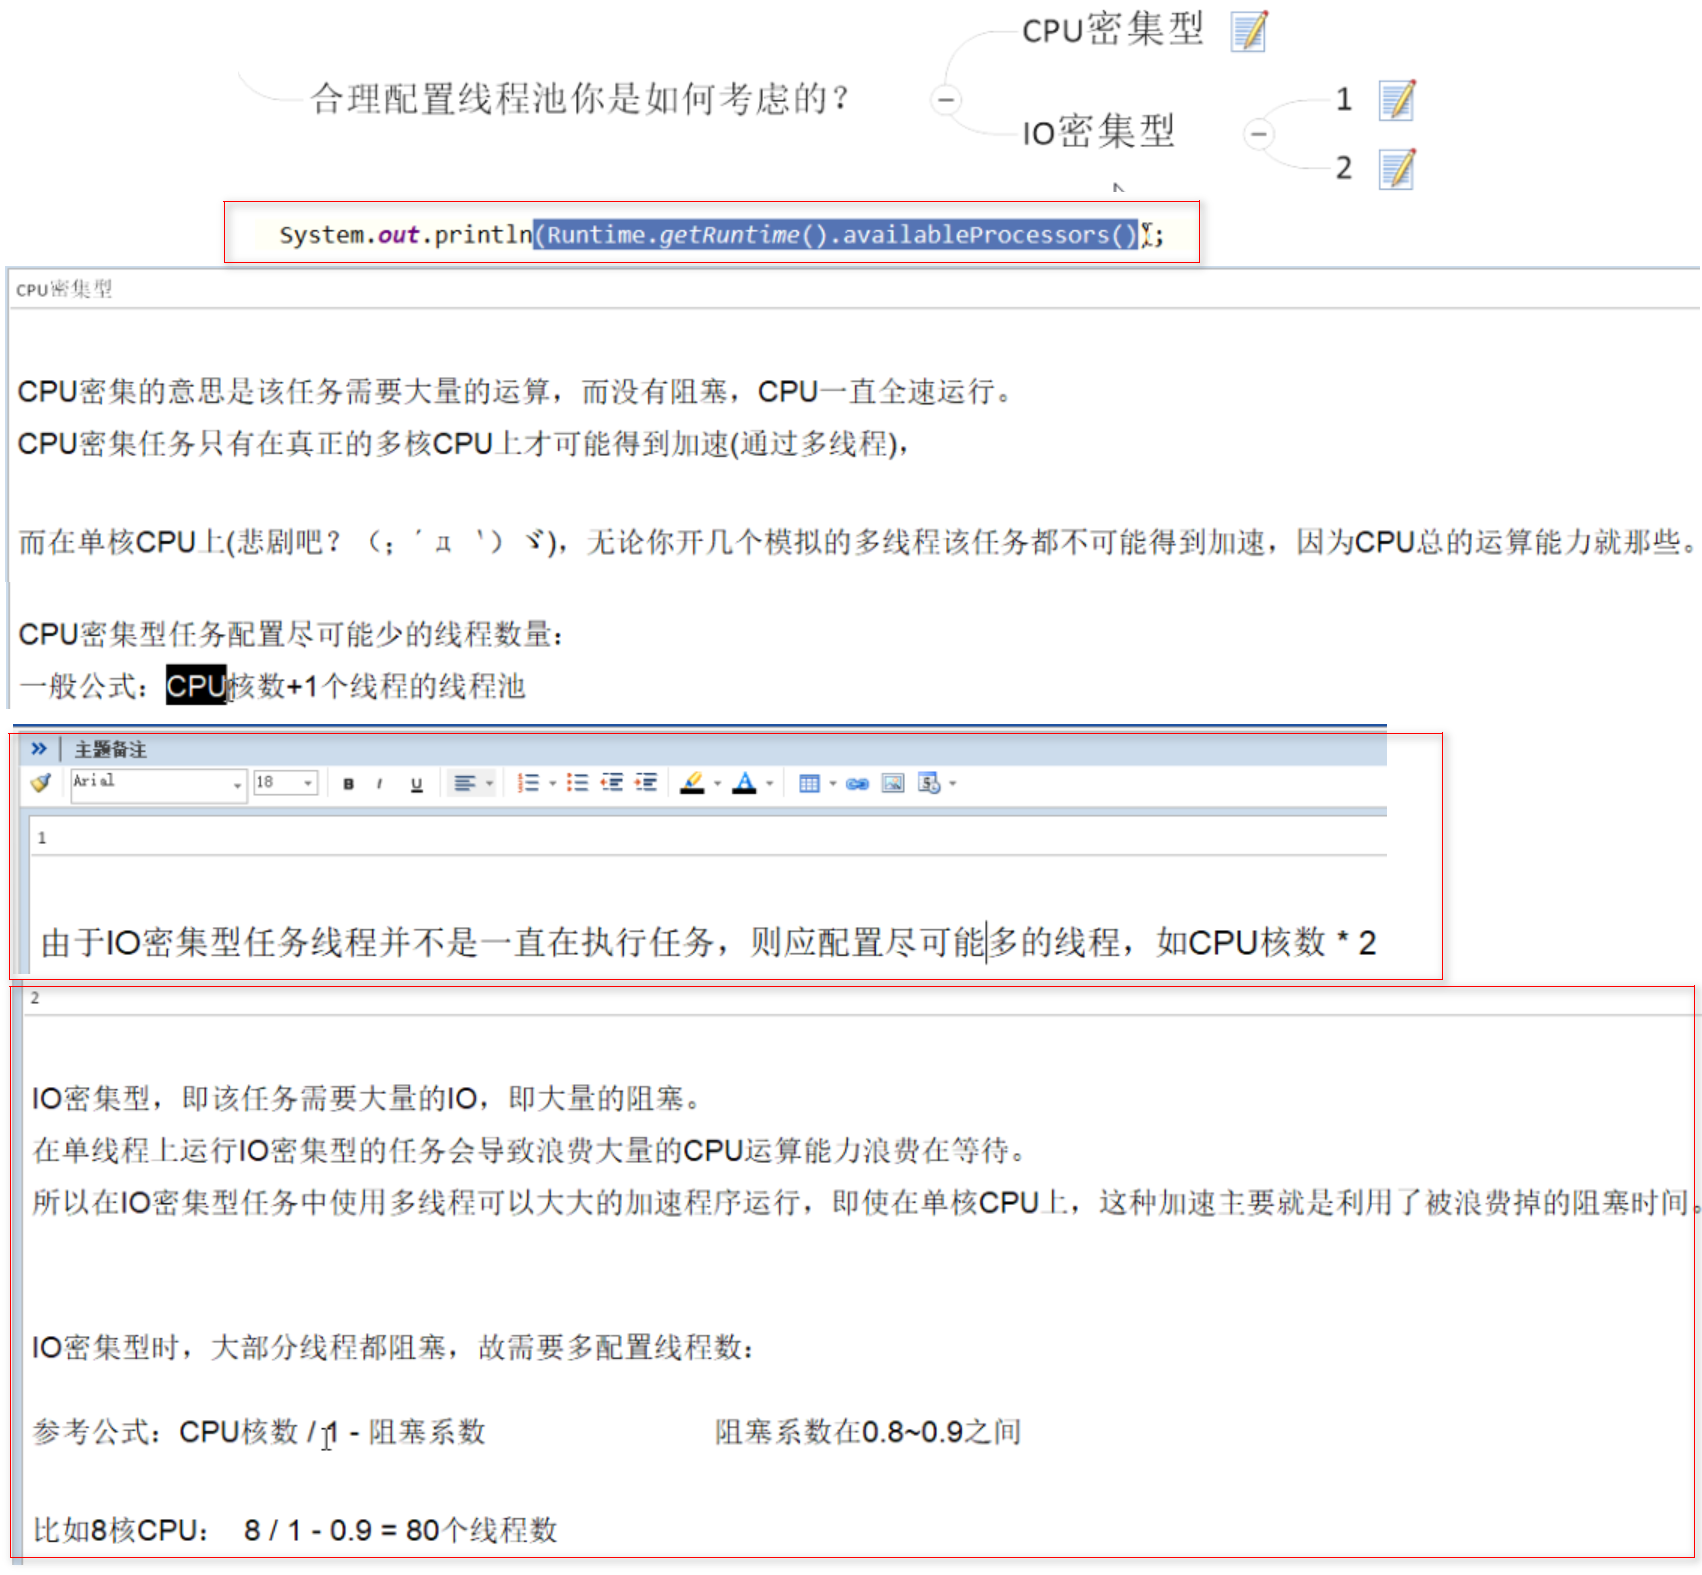 CPU密集型
合理配置线程池你是如何考虑的？
IO密集型
1
2
System.out.println(Runtime.getRuntime().availableProcessors());
CPU密集型
CPU密集的意思是该任务需要大量的运算，而没有阻塞，CPU一直全速运行。
CPU密集任务只有在真正的多核CPU上才可能得到加速(通过多线程)，
而在单核CPU上(悲剧吧？（；´д｀）ゞ)，无论你开几个模拟的多线程该任务都不可能得到加速，因为CPU总的运算能力就那些。
CPU密集型任务配置尽可能少的线程数量：
一般公式：CPU核数+1个线程的线程池
主题备注
Arial 18 B I U
1
由于IO密集型任务线程并不是一直在执行任务，则应配置尽可能多的线程，如CPU核数 * 2
2
IO密集型，即该任务需要大量的IO，即大量的阻塞。
在单线程上运行IO密集型的任务会导致浪费大量的CPU运算能力浪费在等待。
所以在IO密集型任务中使用多线程可以大大的加速程序运行，即使在单核CPU上，这种加速主要就是利用了被浪费掉的阻塞时间。
IO密集型时，大部分线程都阻塞，故需要多配置线程数：
参考公式：CPU核数 / 1 - 阻塞系数 阻塞系数在0.8~0.9之间
比如8核CPU： 8 / 1 - 0.9 = 80个线程数